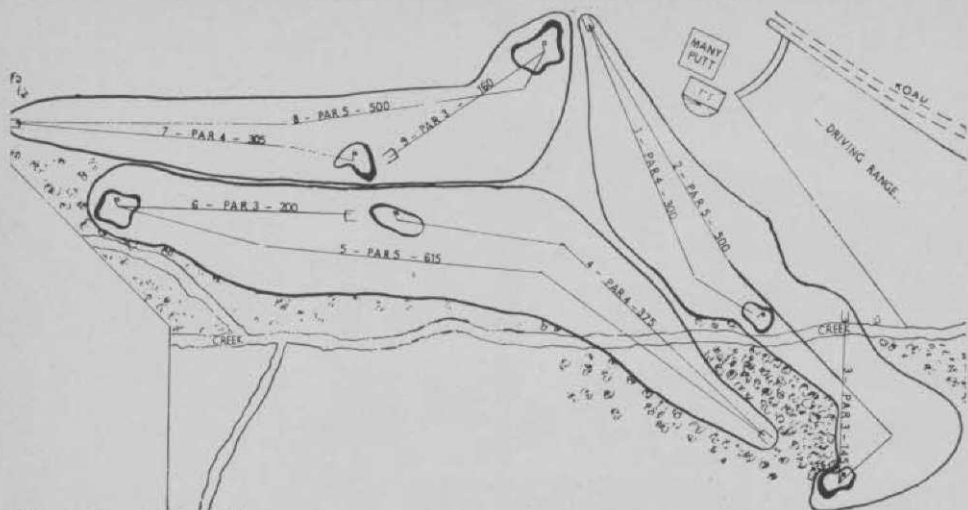 MANY
PUTT
ROAD
DRIVING RANGE
8 - PAR 5 - 500
7 - PAR 4 - 305
9 - PAR 3 - 160
1 - PAR 4 - 300
2 - PAR 5 - 500
6 - PAR 3 - 200
5 - PAR 5 - 615
4 - PAR 4 - 375
CREEK
CREEK
3 - PAR 3 - 145